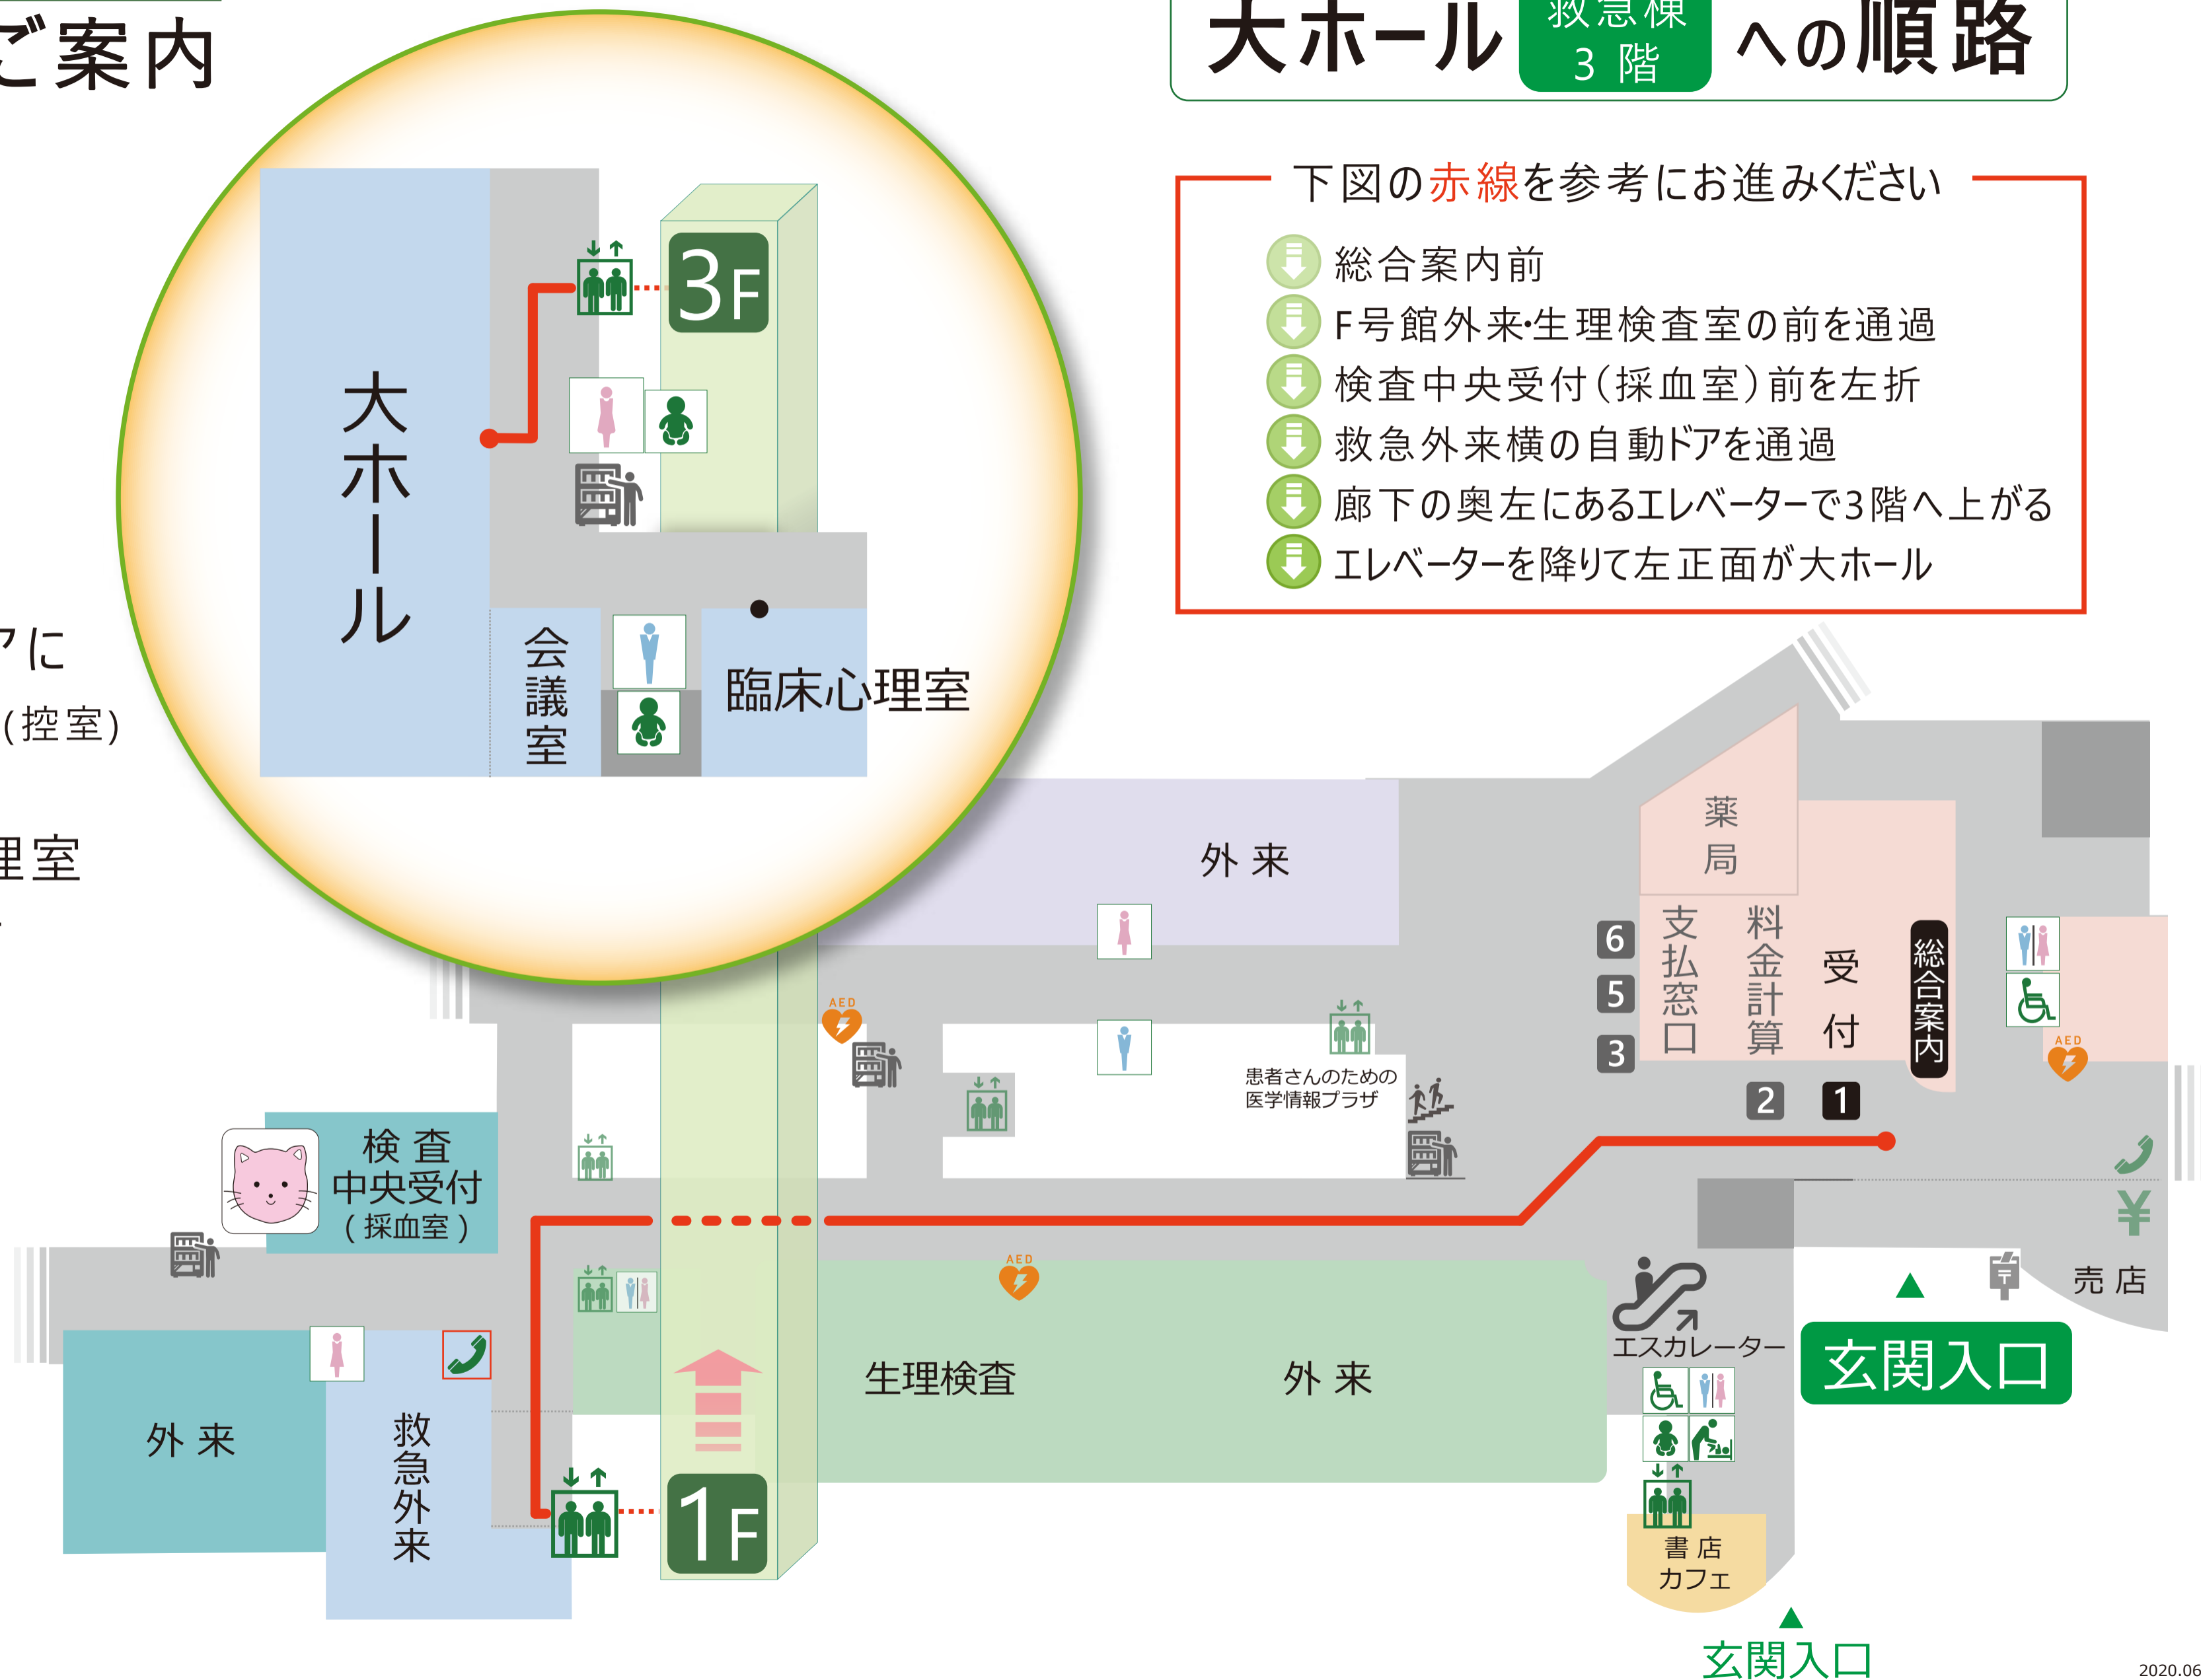 ご案内
大ホール 救急棟 3階 への順路
下図の赤線を参考にお進みください
総合案内前
F号館外来・生理検査室の前を通過
検査中央受付（採血室）前を左折
救急外来横の自動ドアを通過
廊下の奥左にあるエレベーターで3階へ上がる
エレベーターを降りて左正面が大ホール
3F
大ホール
会議室
臨床心理室
アに
(控室)
理室
外来
薬局
支払窓口
料金計算
受付
総合案内
6
5
3
2
1
AED
AED
患者さんのための
医学情報プラザ
検査
中央受付
(採血室)
AED
¥
〒
売店
エスカレーター
玄関入口
生理検査
外来
外来
救急外来
1F
書店
カフェ
玄関入口
2020.06